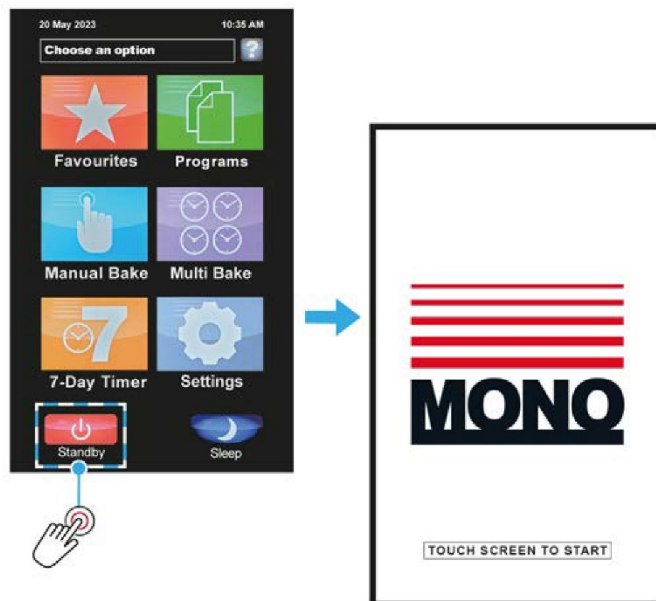 20 May 2023 10:35 AM
Choose an option ?
Favourites Programs
Manual Bake Multi Bake
7
7-Day Timer Settings
Standby Sleep
MONO
TOUCH SCREEN TO START